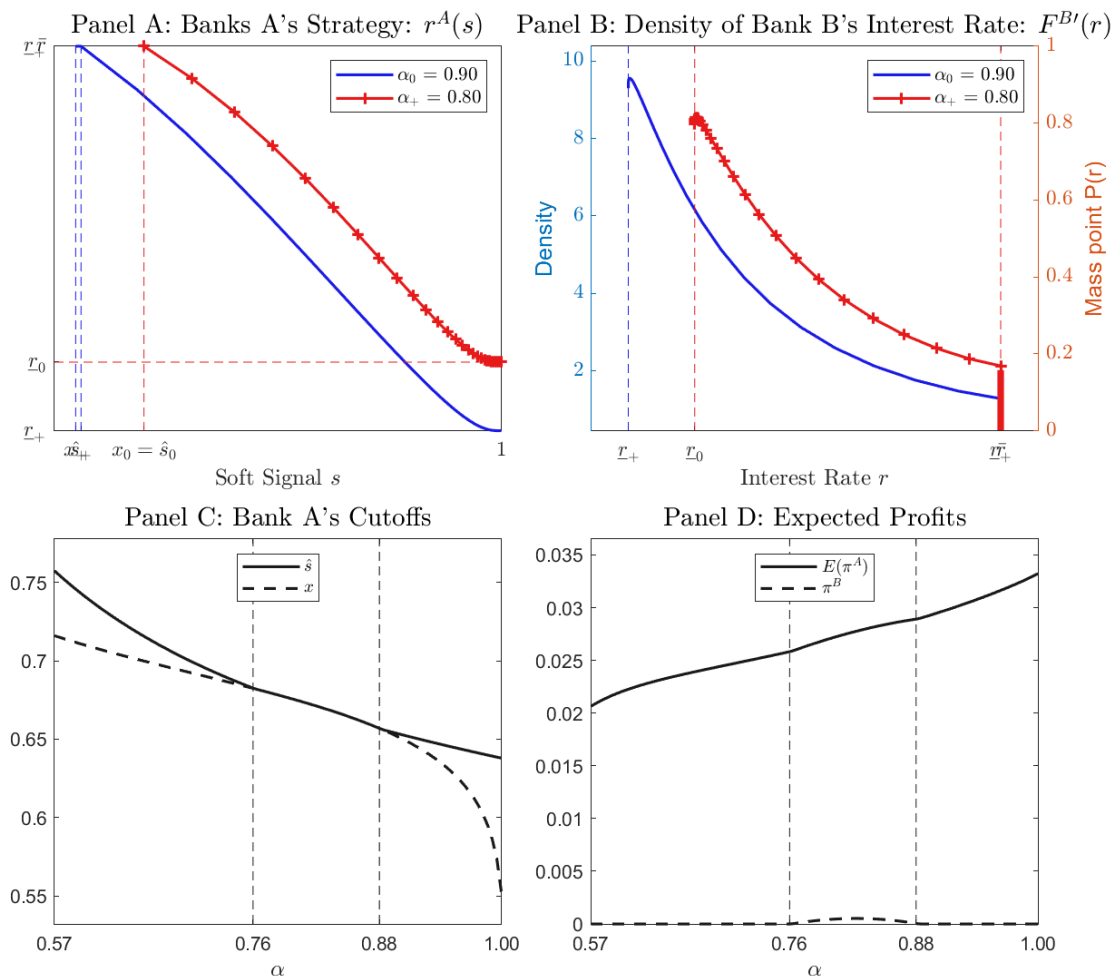 Panel A: Banks A's Strategy: r^A(s)
r̲₊ r̄
r̲₀
r̲₊
α₀ = 0.90
α₊ = 0.80
x₀ = ŝ₀
1
Soft Signal s
Panel B: Density of Bank B's Interest Rate: F^B′(r)
10
8
6
4
2
Density
α₀ = 0.90
α₊ = 0.80
1
0.8
0.6
0.4
0.2
0
Mass point P(r)
r̲₊
r̲₀
Interest Rate r
Panel C: Bank A's Cutoffs
0.75
0.7
0.65
0.6
0.55
ŝ
x
0.57
0.76
0.88
1.00
α
Panel D: Expected Profits
0.035
0.03
0.025
0.02
0.015
0.01
0.005
0
E(π^A)
π^B
0.57
0.76
0.88
1.00
α